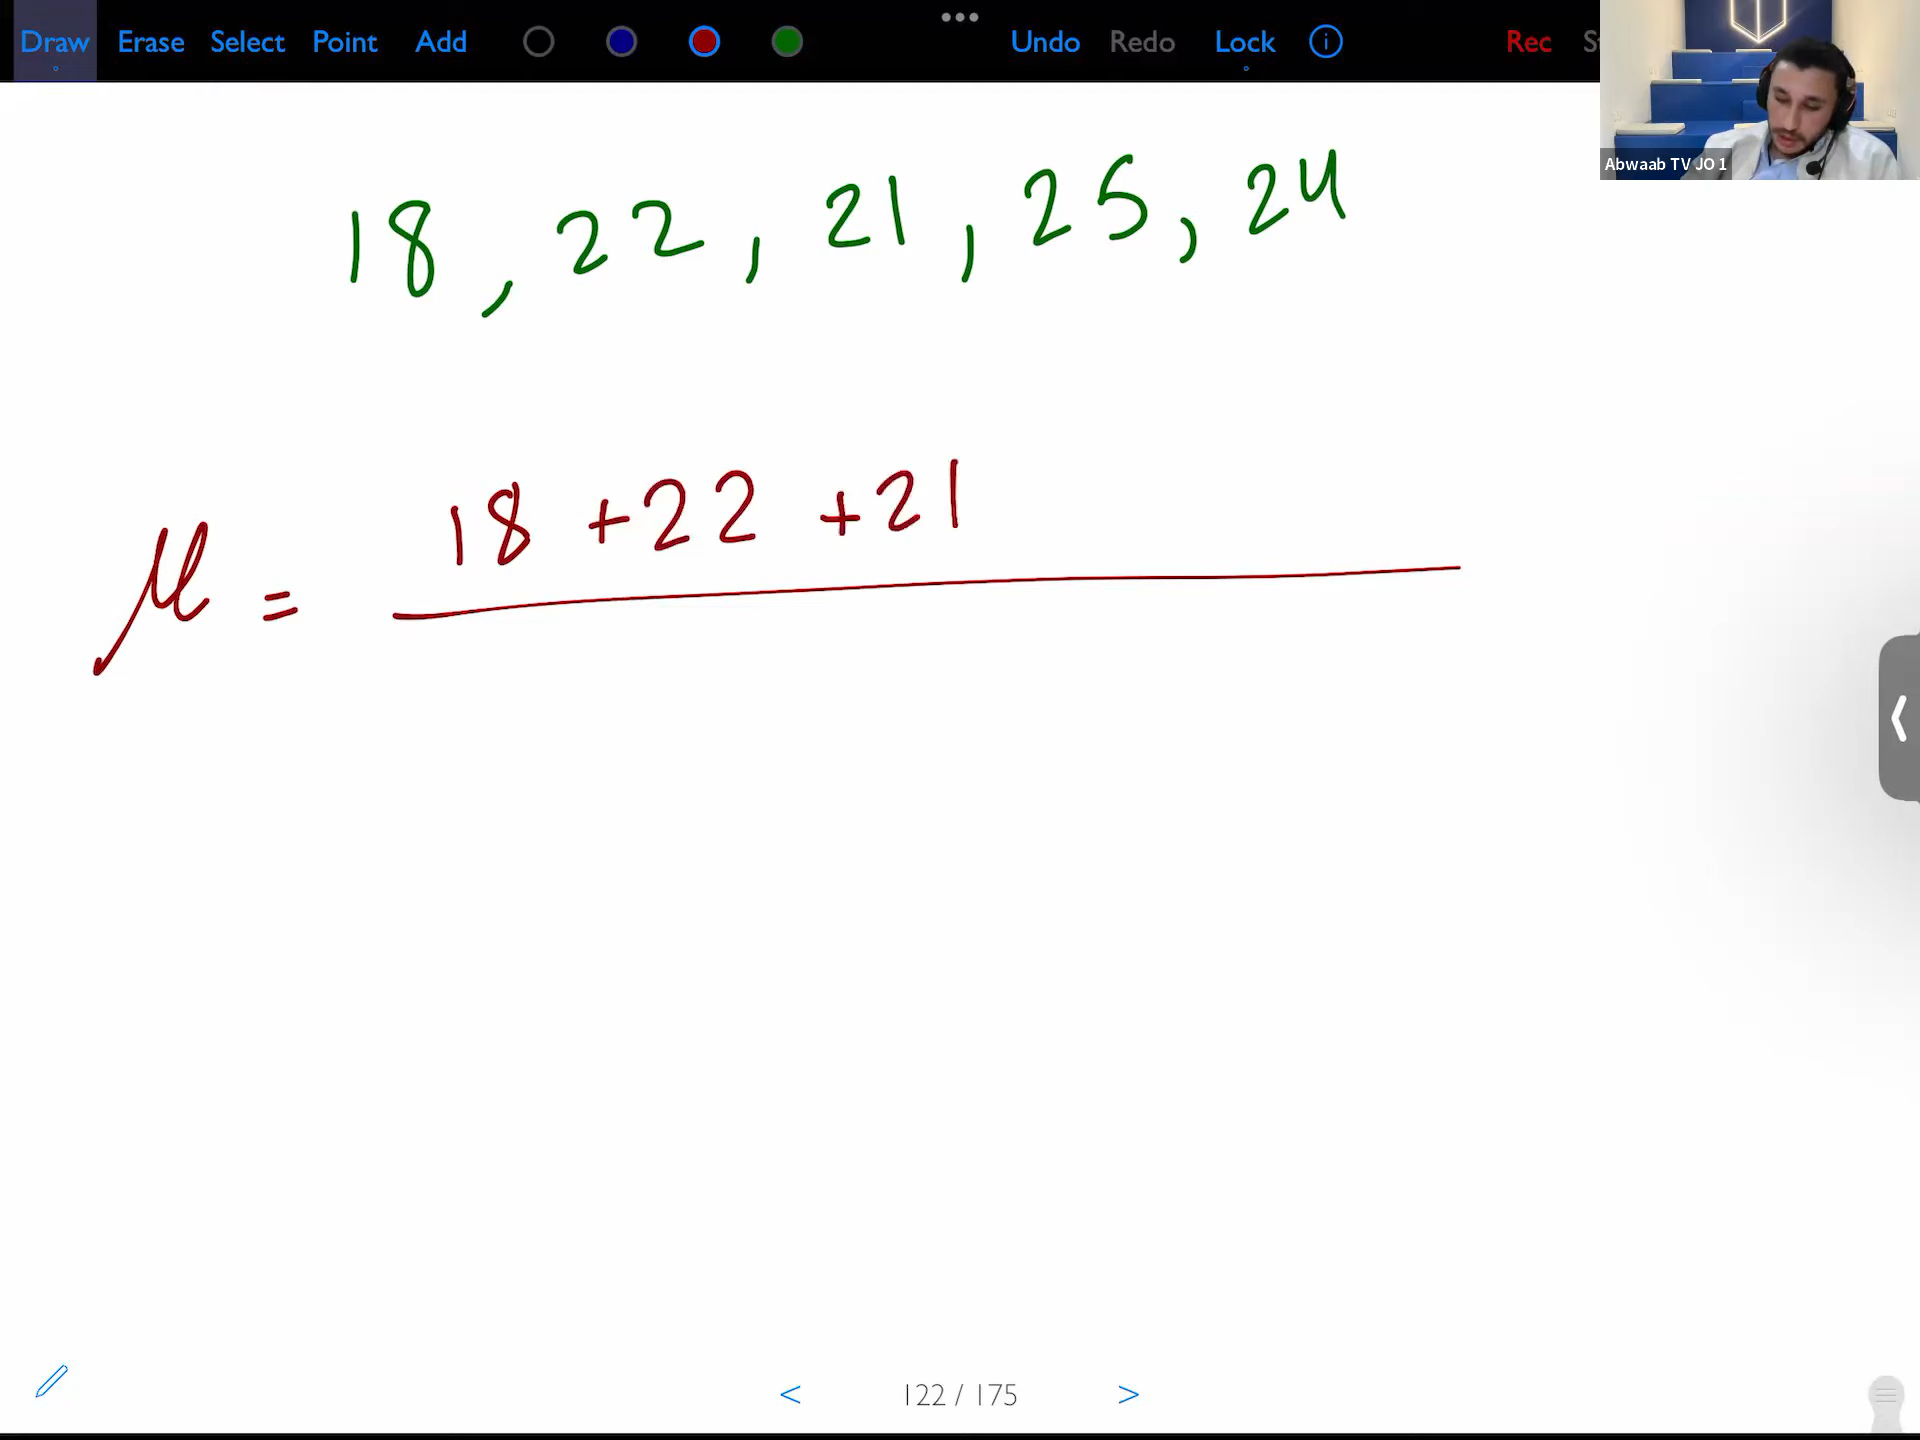 Draw Erase Select Point Add Undo Redo Lock Rec
Abwaab TV JO 1
18 , 22 , 21 , 25 , 24
μ = 18 + 22 + 21
122 / 175